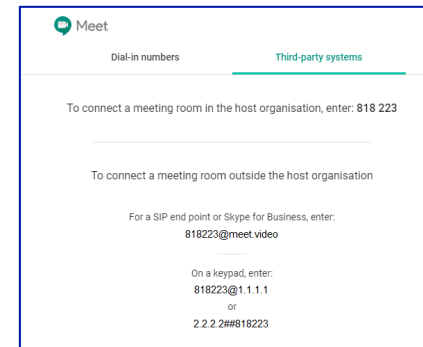 Meet
Dial-in numbers
Third-party systems
To connect a meeting room in the host organisation, enter: 818 223
To connect a meeting room outside the host organisation
For a SIP end point or Skype for Business, enter:
818223@meet.video
On a keypad, enter:
818223@1.1.1.1
or
2.2.2.2##818223